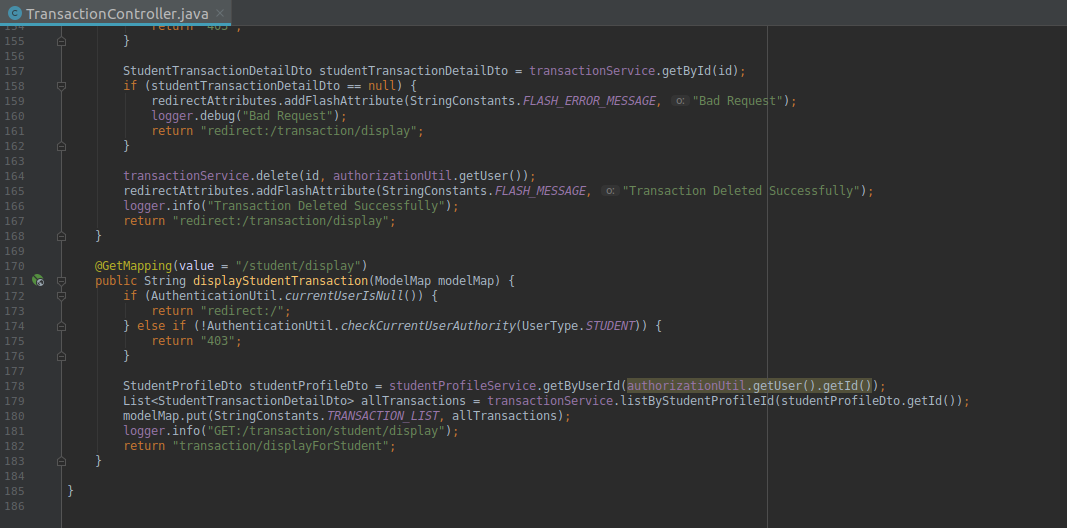 TransactionController.java
154 return "403";
155 }
156
157 StudentTransactionDetailDto studentTransactionDetailDto = transactionService.getById(id);
158 if (studentTransactionDetailDto == null) {
159 redirectAttributes.addFlashAttribute(StringConstants.FLASH_ERROR_MESSAGE, o: "Bad Request");
160 logger.debug("Bad Request");
161 return "redirect:/transaction/display";
162 }
163
164 transactionService.delete(id, authorizationUtil.getUser());
165 redirectAttributes.addFlashAttribute(StringConstants.FLASH_MESSAGE, o: "Transaction Deleted Successfully");
166 logger.info("Transaction Deleted Successfully");
167 return "redirect:/transaction/display";
168 }
169
170 @GetMapping(value = "/student/display")
171 public String displayStudentTransaction(ModelMap modelMap) {
172 if (AuthenticationUtil.currentUserIsNull()) {
173 return "redirect:/";
174 } else if (!AuthenticationUtil.checkCurrentUserAuthority(UserType.STUDENT)) {
175 return "403";
176 }
177
178 StudentProfileDto studentProfileDto = studentProfileService.getByUserId(authorizationUtil.getUser().getId());
179 List<StudentTransactionDetailDto> allTransactions = transactionService.listByStudentProfileId(studentProfileDto.getId());
180 modelMap.put(StringConstants.TRANSACTION_LIST, allTransactions);
181 logger.info("GET:/transaction/student/display");
182 return "transaction/displayForStudent";
183 }
184
185 }
186